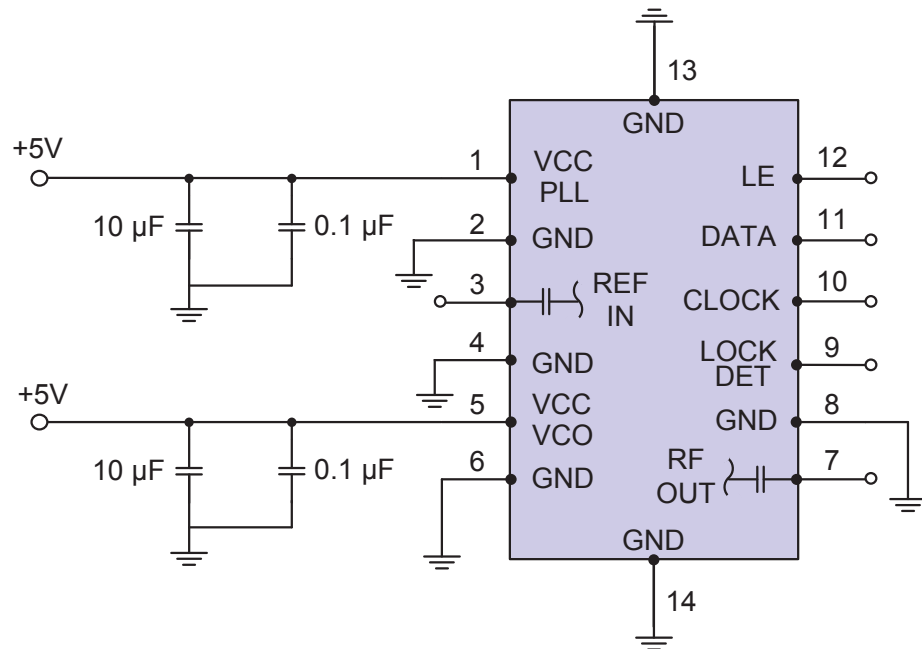 13
GND
+5V
1
VCC
PLL
10 µF
0.1 µF
2
GND
3
REF
IN
4
GND
+5V
5
VCC
VCO
10 µF
0.1 µF
6
GND
12
LE
11
DATA
10
CLOCK
9
LOCK
DET
8
GND
7
RF
OUT
GND
14